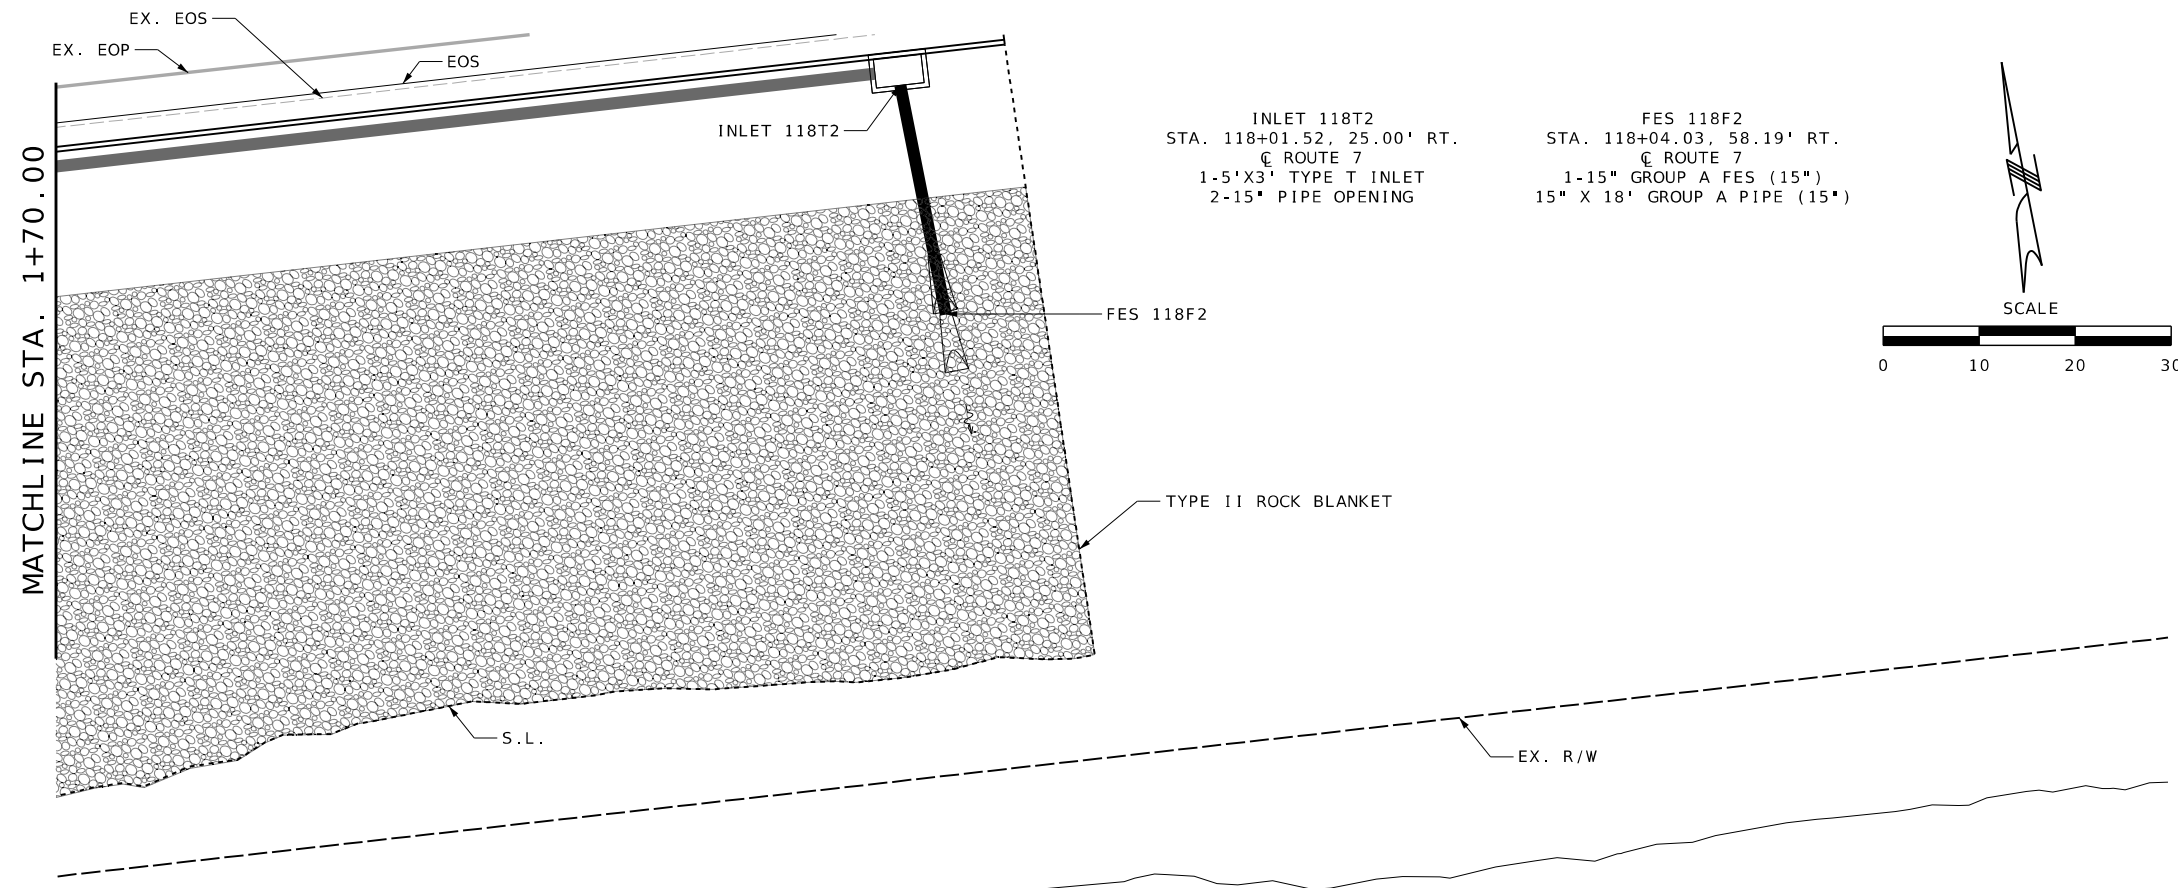 EX. EOS
EX. EOP
EOS
INLET 118T2
MATCHLINE STA. 1+70.00
INLET 118T2
STA. 118+01.52, 25.00' RT.
℄ ROUTE 7
1-5'X3' TYPE T INLET
2-15" PIPE OPENING
FES 118F2
STA. 118+04.03, 58.19' RT.
℄ ROUTE 7
1-15" GROUP A FES (15")
15" X 18' GROUP A PIPE (15")
N
SCALE
0 10 20 30
FES 118F2
TYPE II ROCK BLANKET
S.L.
EX. R/W